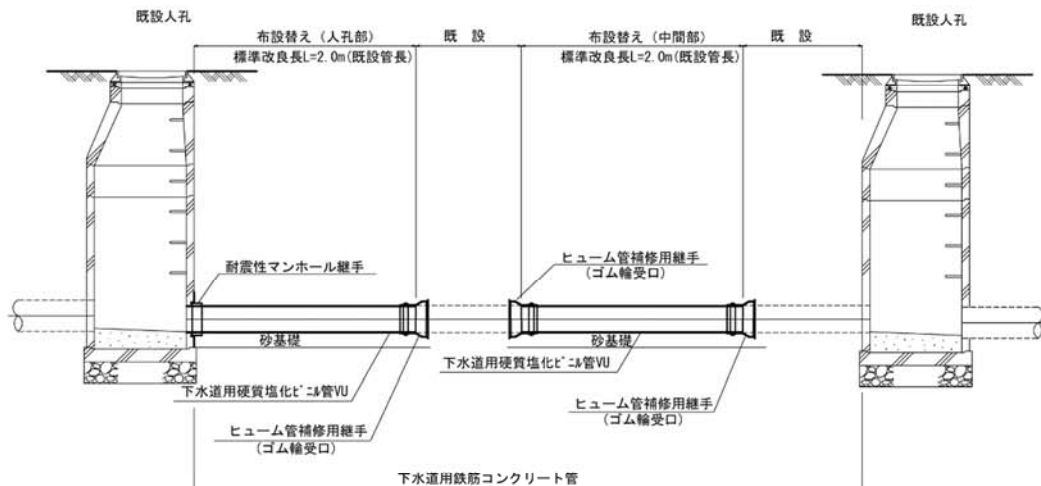 既設人孔
既設人孔
布設替え（人孔部）
既 設
布設替え（中間部）
既 設
標準改良長L=2.0m(既設管長)
標準改良長L=2.0m(既設管長)
耐震性マンホール継手
ヒューム管補修用継手
(ゴム輪受口)
砂基礎
砂基礎
下水道用硬質塩化ﾋﾞﾆﾙ管VU
下水道用硬質塩化ﾋﾞﾆﾙ管VU
ヒューム管補修用継手
(ゴム輪受口)
ヒューム管補修用継手
(ゴム輪受口)
下水道用鉄筋コンクリート管